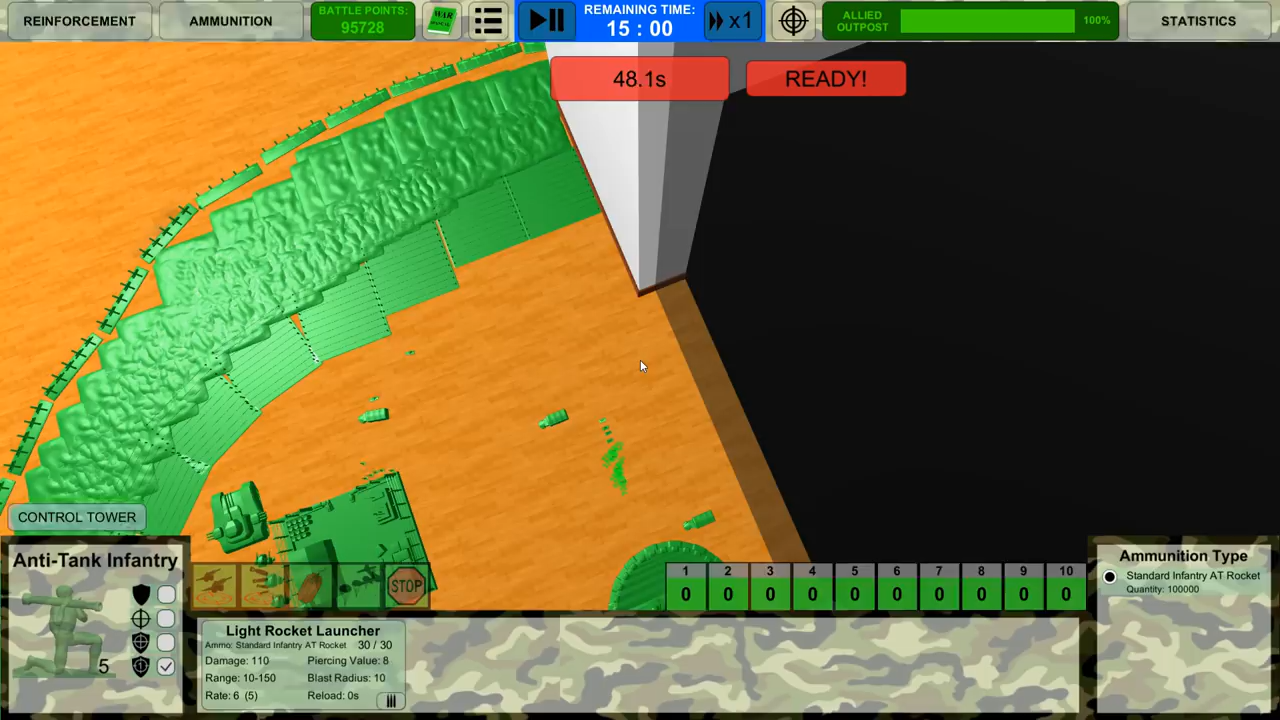 REINFORCEMENT
AMMUNITION
BATTLE POINTS:
95728
WAR
REMAINING TIME:
15 : 00
x1
ALLIED
OUTPOST
100%
STATISTICS
48.1s
READY!
CONTROL TOWER
Anti-Tank Infantry
5
STOP
1 2 3 4 5 6 7 8 9 10
0 0 0 0 0 0 0 0 0 0
Light Rocket Launcher
Ammo: Standard Infantry AT Rocket 30 / 30
Damage: 110 Piercing Value: 8
Range: 10-150 Blast Radius: 10
Rate: 6 (5) Reload: 0s
Ammunition Type
Standard Infantry AT Rocket
Quantity: 100000